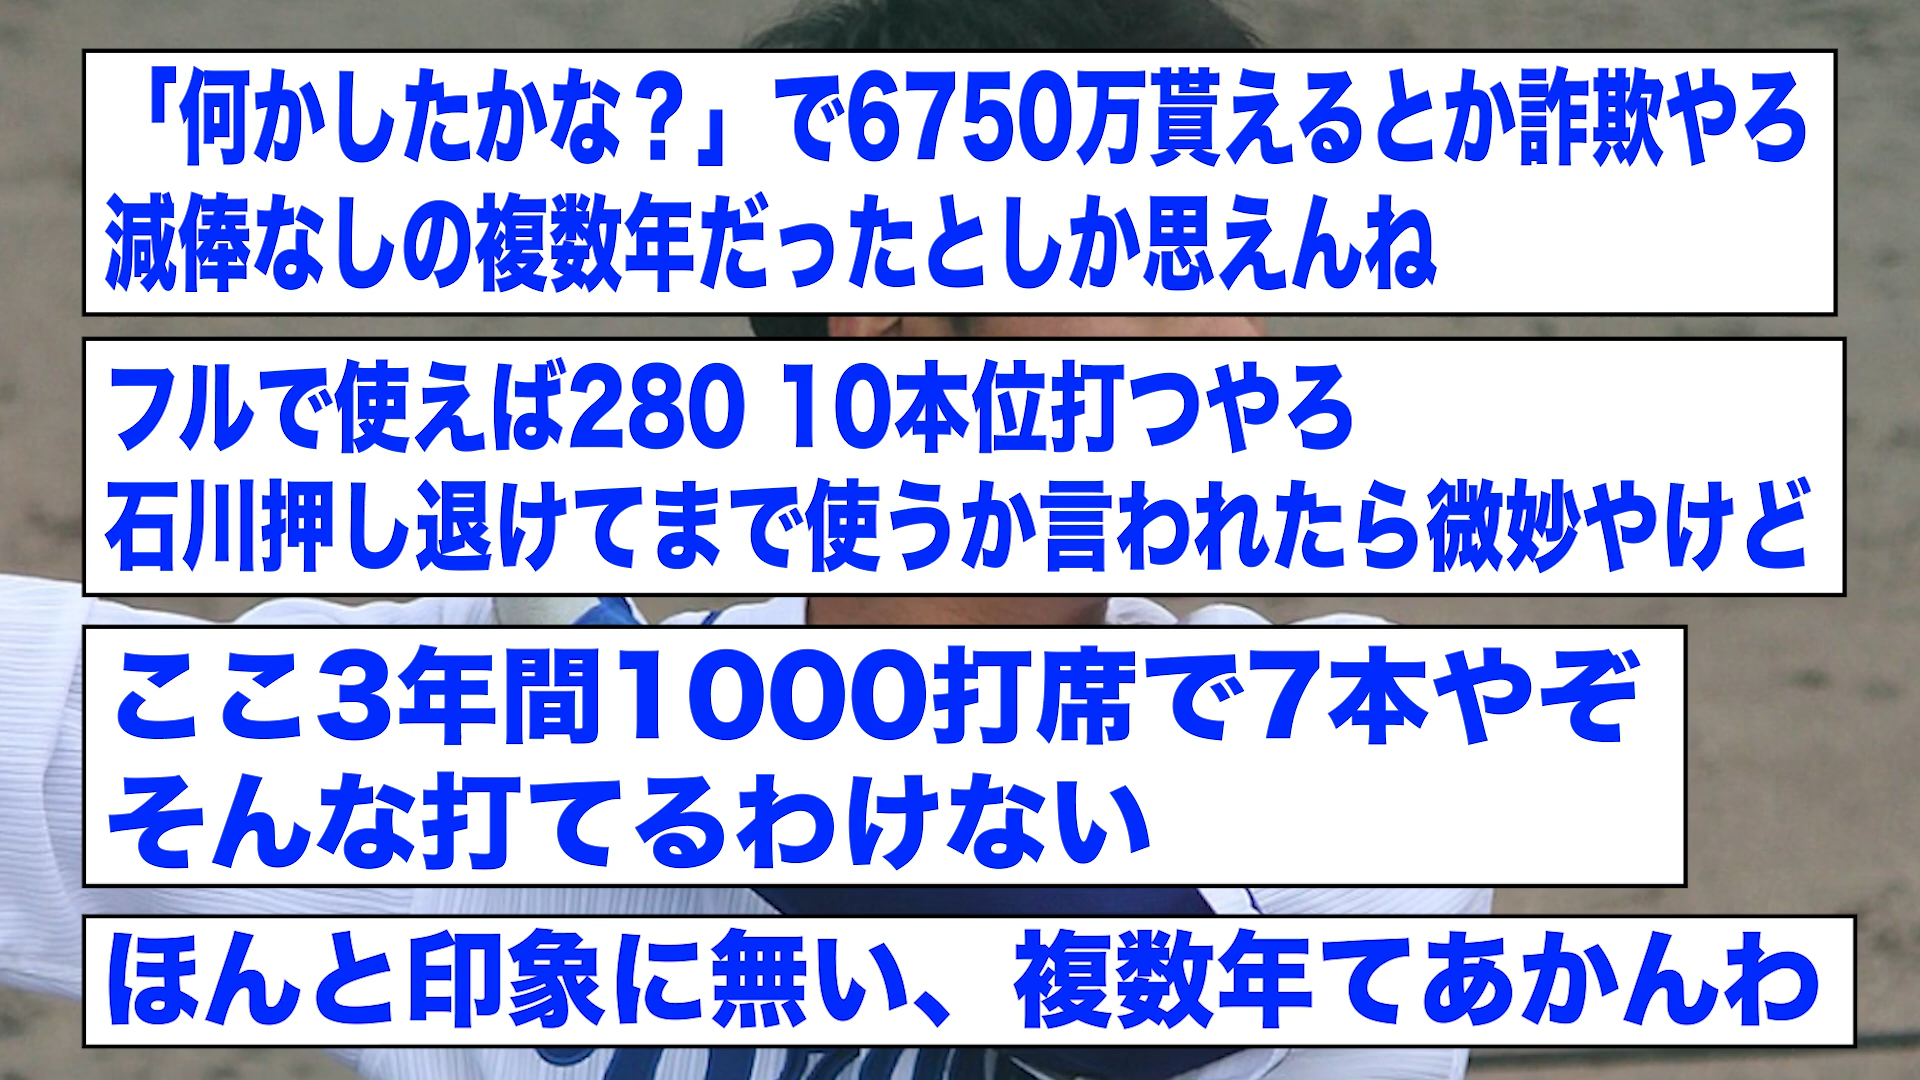 「何かしたかな？」で6750万貰えるとか詐欺やろ
減俸なしの複数年だったとしか思えんね
フルで使えば280 10本位打つやろ
石川押し退けてまで使うか言われたら微妙やけど
ここ3年間1000打席で7本やぞ
そんな打てるわけない
ほんと印象に無い、複数年てあかんわ